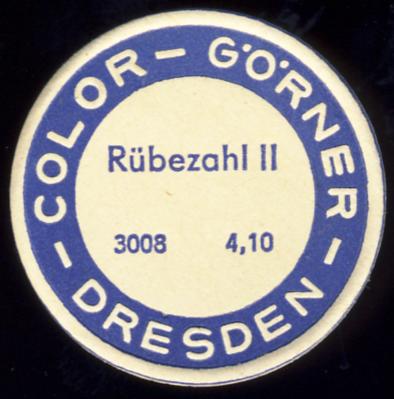 COLOR – GÖRNER – DRESDEN –
Rübezahl II
3008 4,10